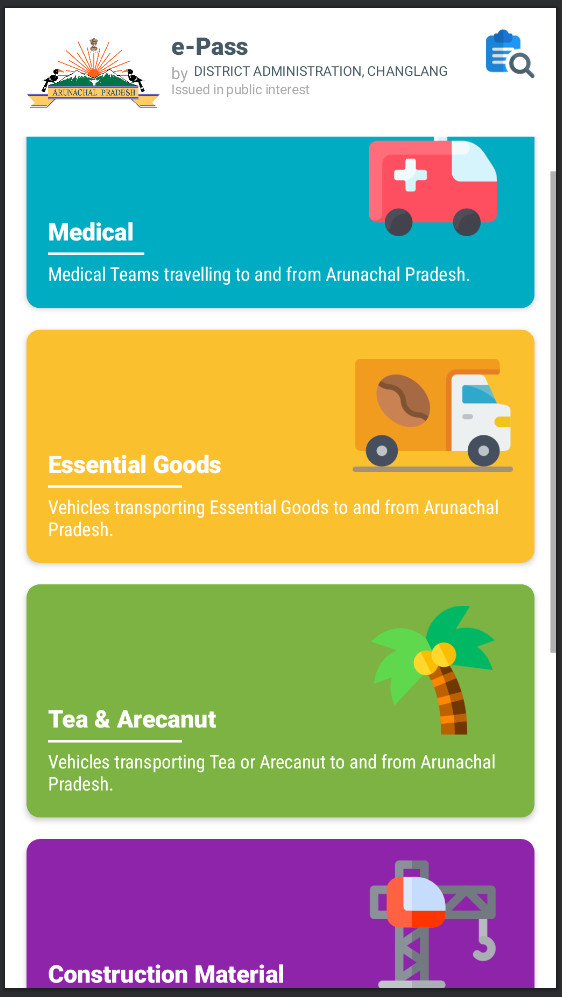 e-Pass
by DISTRICT ADMINISTRATION, CHANGLANG
Issued in public interest
ARUNACHAL PRADESH
Medical
Medical Teams travelling to and from Arunachal Pradesh.
Essential Goods
Vehicles transporting Essential Goods to and from Arunachal
Pradesh.
Tea & Arecanut
Vehicles transporting Tea or Arecanut to and from Arunachal
Pradesh.
Construction Material